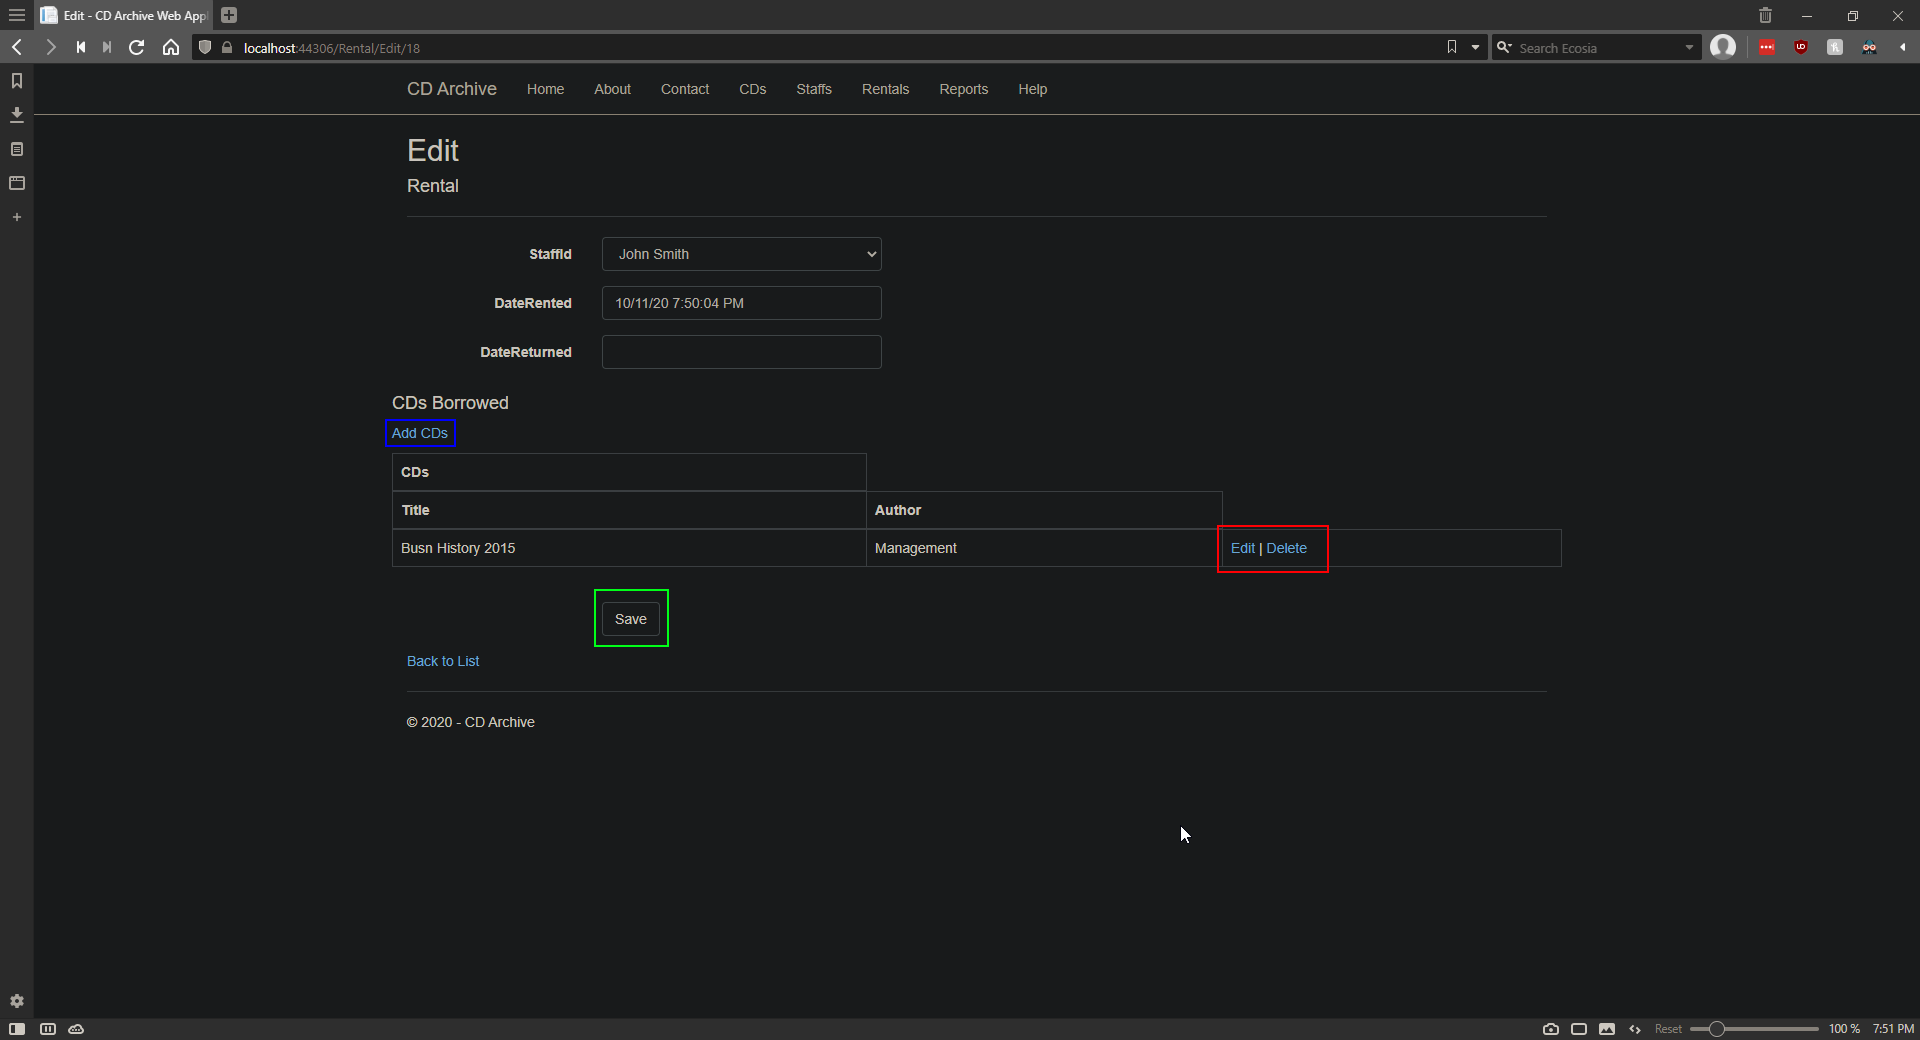 Edit - CD Archive Web Appl
localhost:44306/Rental/Edit/18
Search Ecosia
CD Archive Home About Contact CDs Staffs Rentals Reports Help
Edit
Rental
StaffId John Smith
DateRented 10/11/20 7:50:04 PM
DateReturned
CDs Borrowed
Add CDs
CDs
Title Author
Busn History 2015 Management Edit | Delete
Save
Back to List
© 2020 - CD Archive
Reset 100 % 7:51 PM